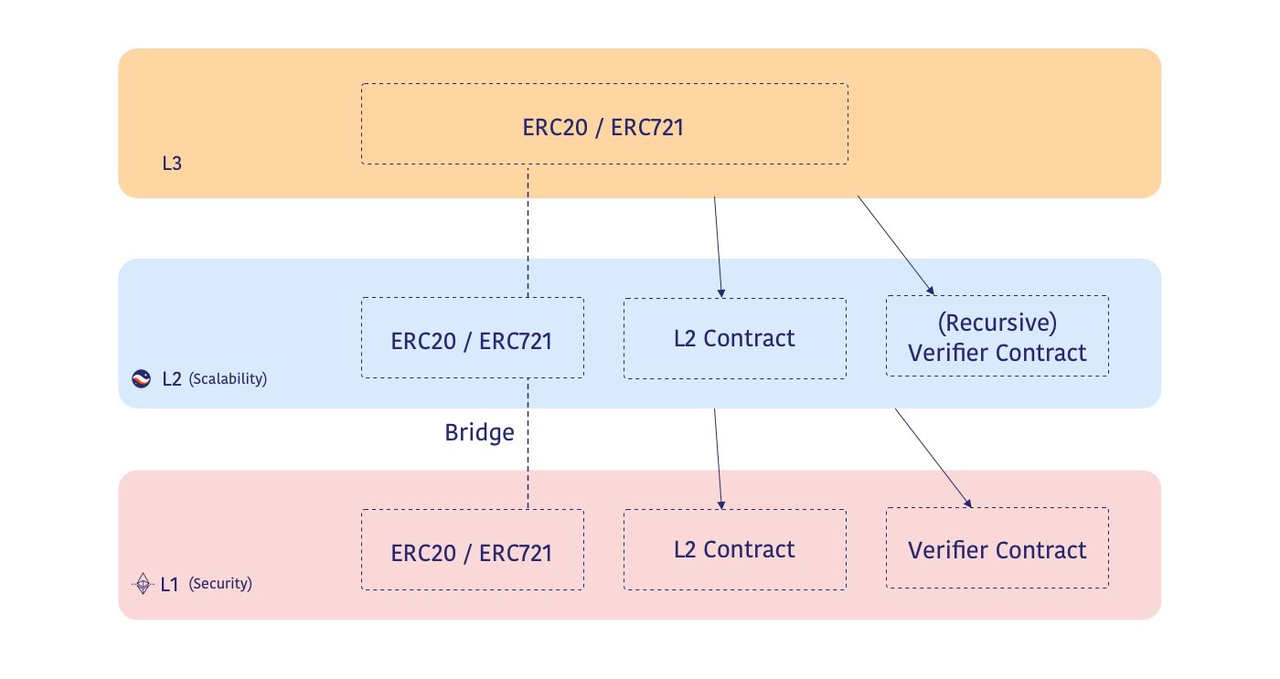 ERC20 / ERC721
L3
ERC20 / ERC721
L2 Contract
(Recursive)
Verifier Contract
L2 (Scalability)
Bridge
ERC20 / ERC721
L2 Contract
Verifier Contract
L1 (Security)